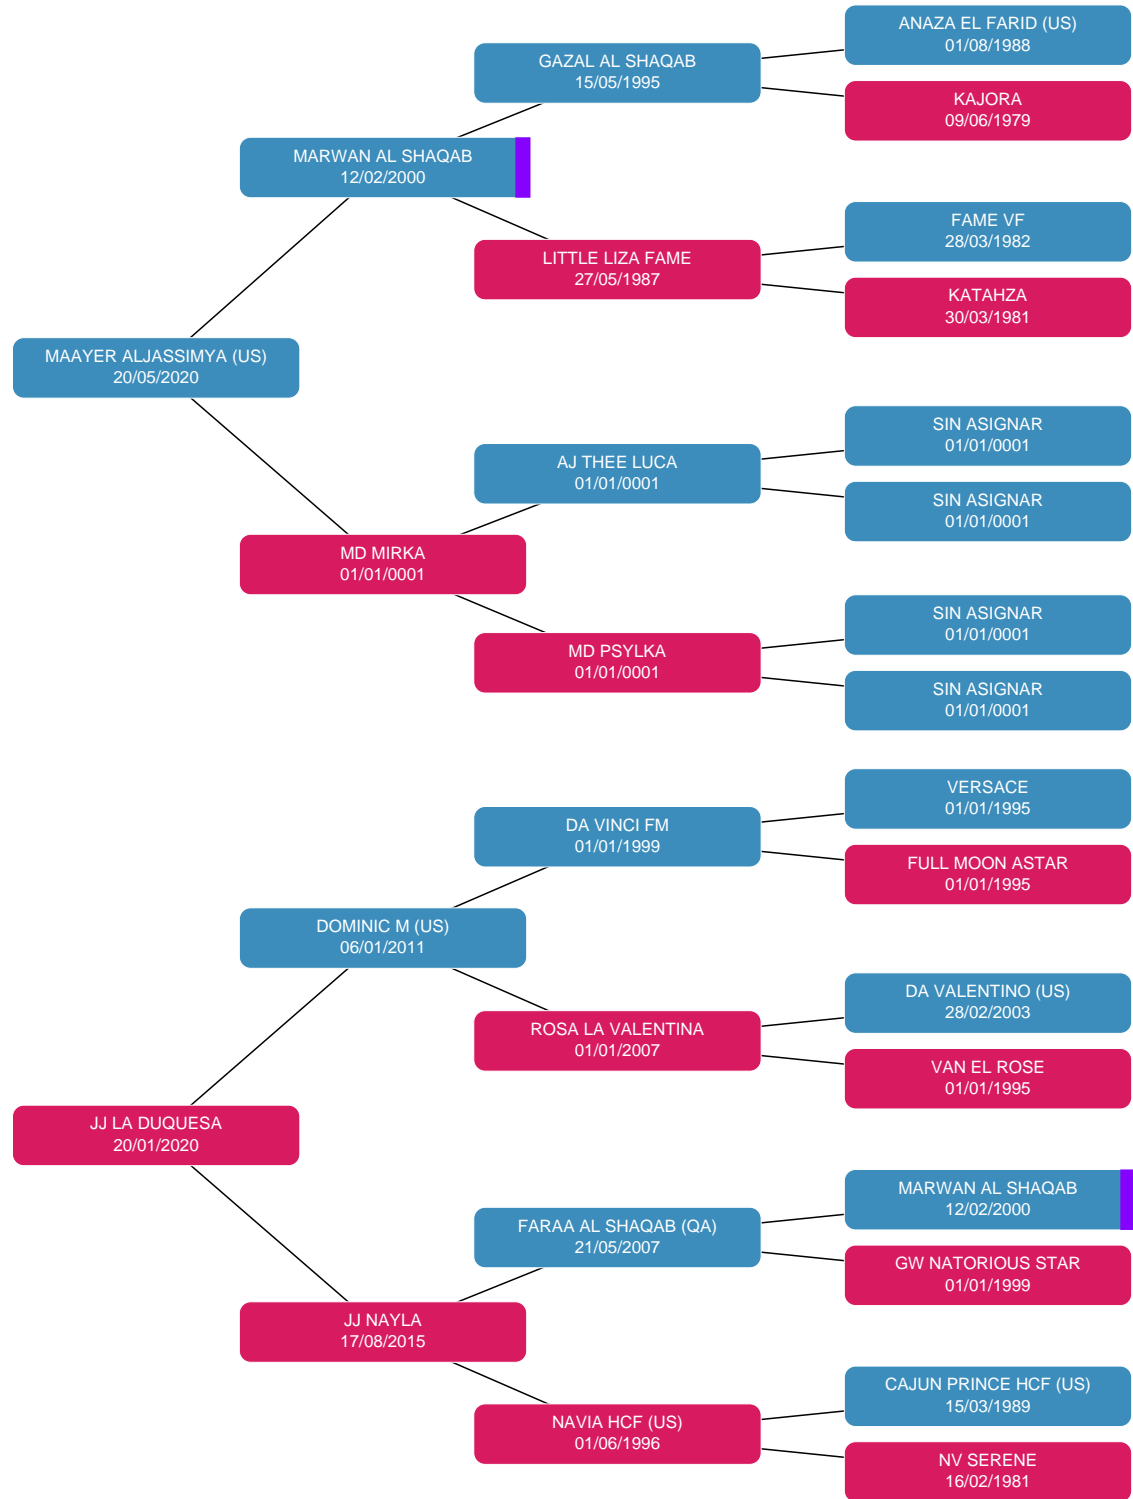 ANAZA EL FARID (US)
01/08/1988
GAZAL AL SHAQAB
15/05/1995
KAJORA
09/06/1979
MARWAN AL SHAQAB
12/02/2000
FAME VF
28/03/1982
LITTLE LIZA FAME
27/05/1987
KATAHZA
30/03/1981
MAAYER ALJASSIMYA (US)
20/05/2020
SIN ASIGNAR
01/01/0001
AJ THEE LUCA
01/01/0001
SIN ASIGNAR
01/01/0001
MD MIRKA
01/01/0001
SIN ASIGNAR
01/01/0001
MD PSYLKA
01/01/0001
SIN ASIGNAR
01/01/0001
VERSACE
01/01/1995
DA VINCI FM
01/01/1999
FULL MOON ASTAR
01/01/1995
DOMINIC M (US)
06/01/2011
DA VALENTINO (US)
28/02/2003
ROSA LA VALENTINA
01/01/2007
VAN EL ROSE
01/01/1995
JJ LA DUQUESA
20/01/2020
MARWAN AL SHAQAB
12/02/2000
FARAA AL SHAQAB (QA)
21/05/2007
GW NATORIOUS STAR
01/01/1999
JJ NAYLA
17/08/2015
CAJUN PRINCE HCF (US)
15/03/1989
NAVIA HCF (US)
01/06/1996
NV SERENE
16/02/1981